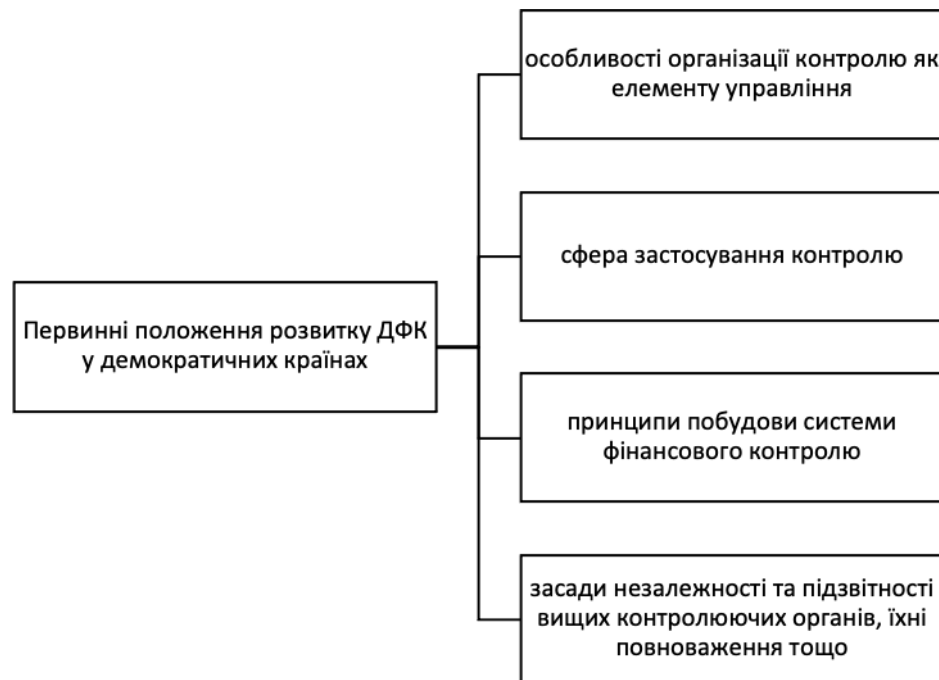 особливості організації контролю як
елементу управління
сфера застосування контролю
Первинні положення розвитку ДФК
у демократичних країнах
принципи побудови системи
фінансового контролю
засади незалежності та підзвітності
вищих контролюючих органів, їхні
повноваження тощо